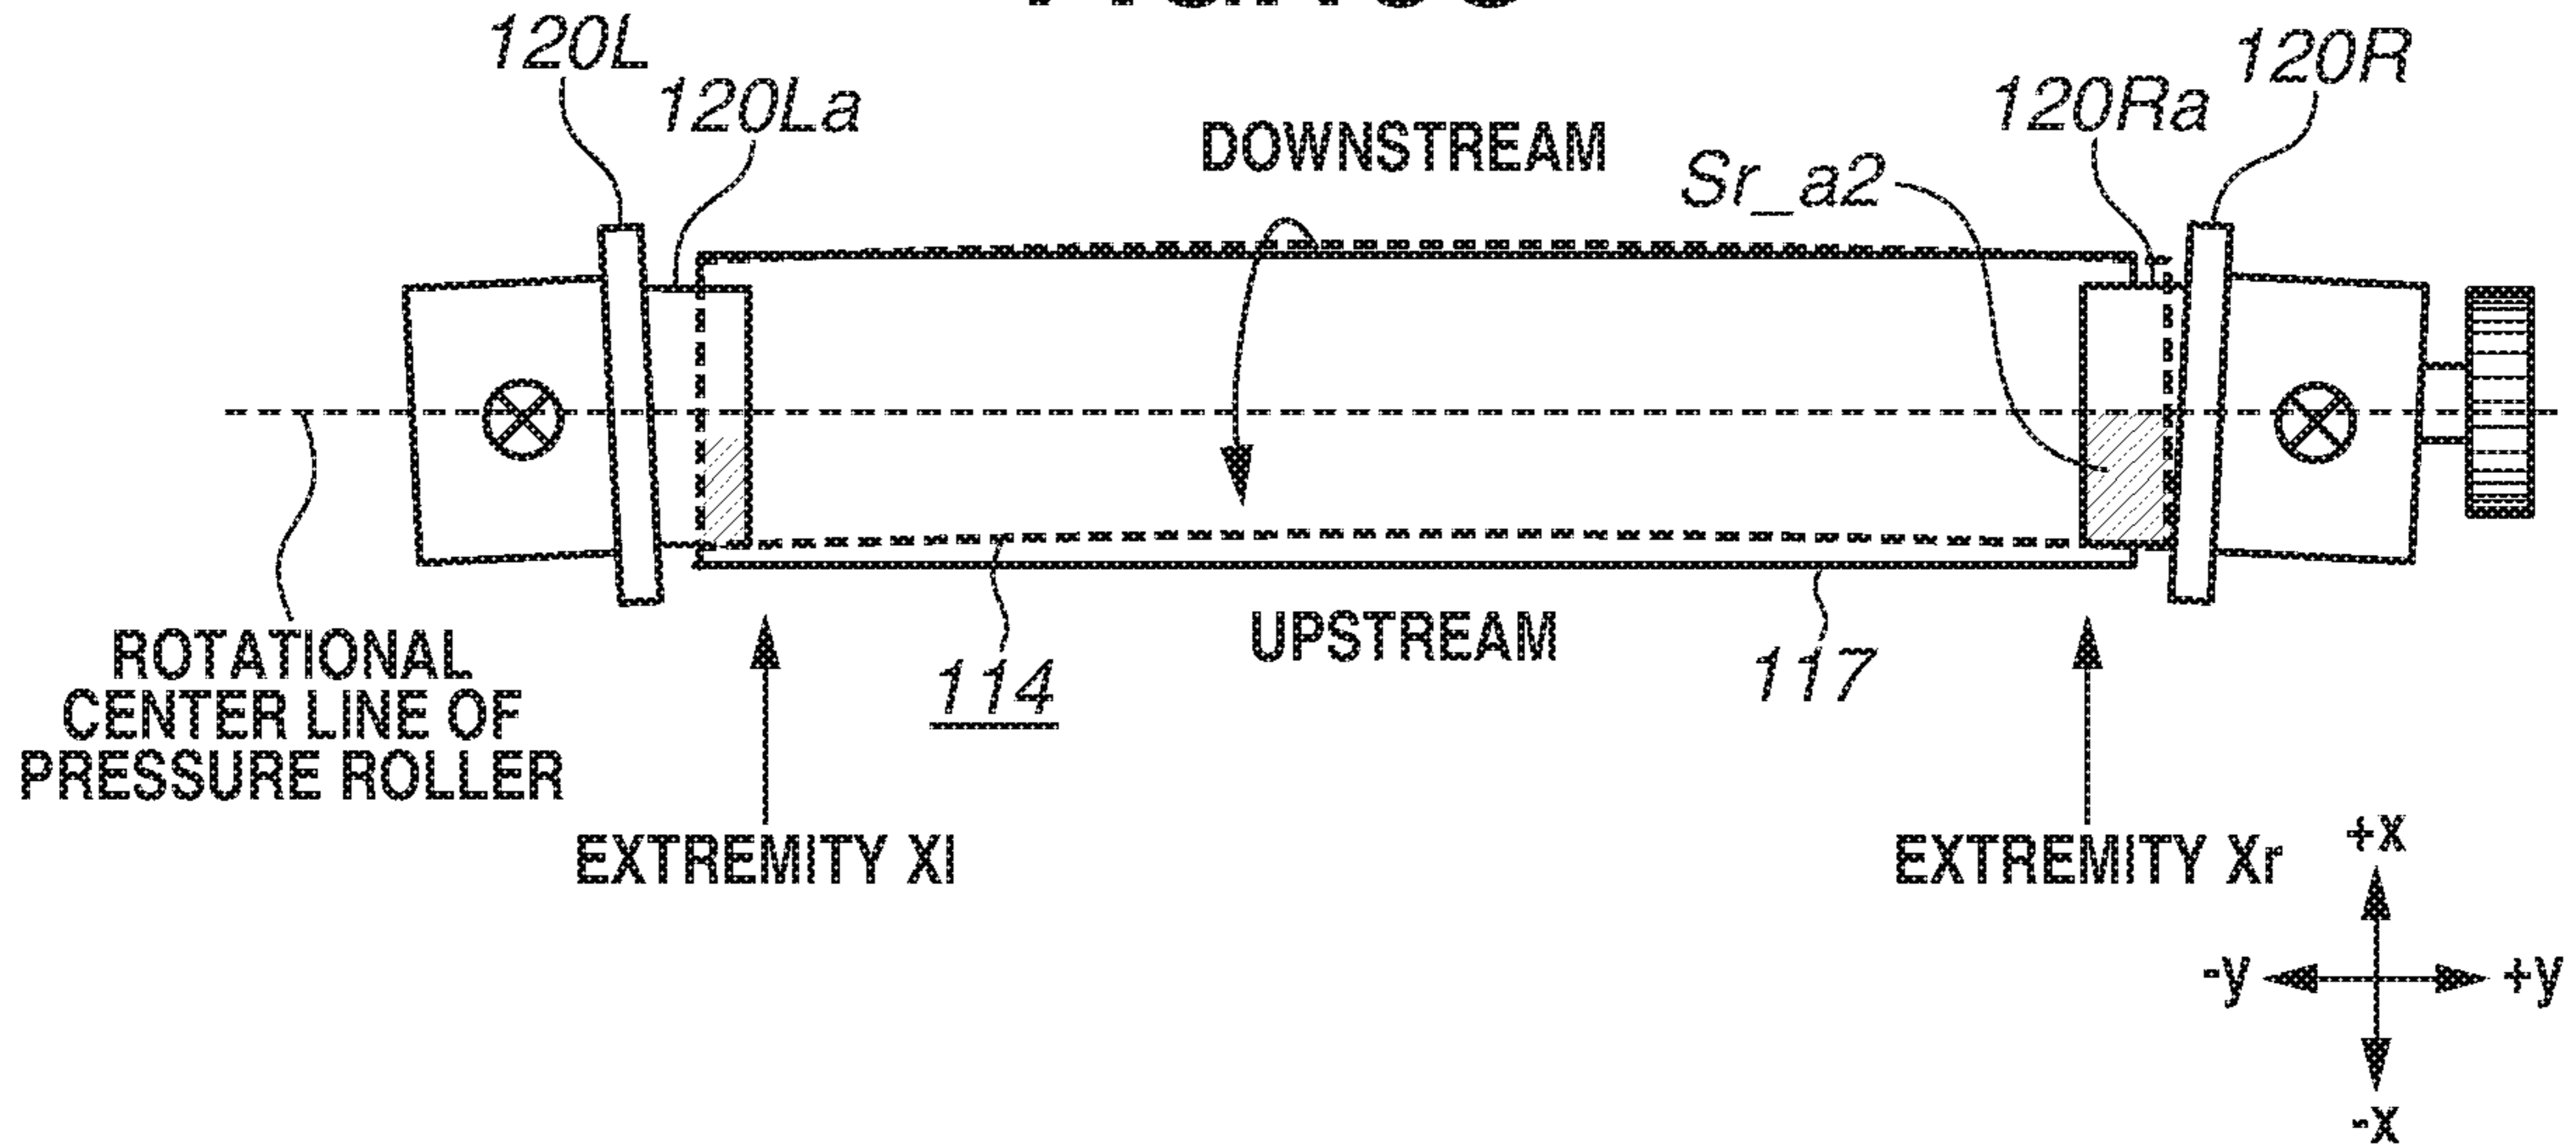 120L
120La
DOWNSTREAM
Sr_a2
120Ra
120R
ROTATIONAL
CENTER LINE OF
PRESSURE ROLLER
114
UPSTREAM
117
EXTREMITY Xl
EXTREMITY Xr
+x
-y
+y
-x